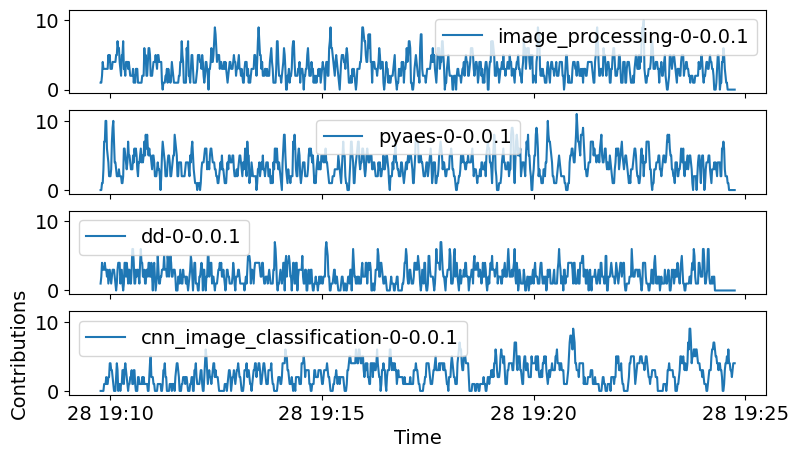 10
0
image_processing-0-0.0.1
10
0
pyaes-0-0.0.1
10
0
dd-0-0.0.1
10
0
cnn_image_classification-0-0.0.1
Contributions
28 19:10 28 19:15 28 19:20 28 19:25
Time